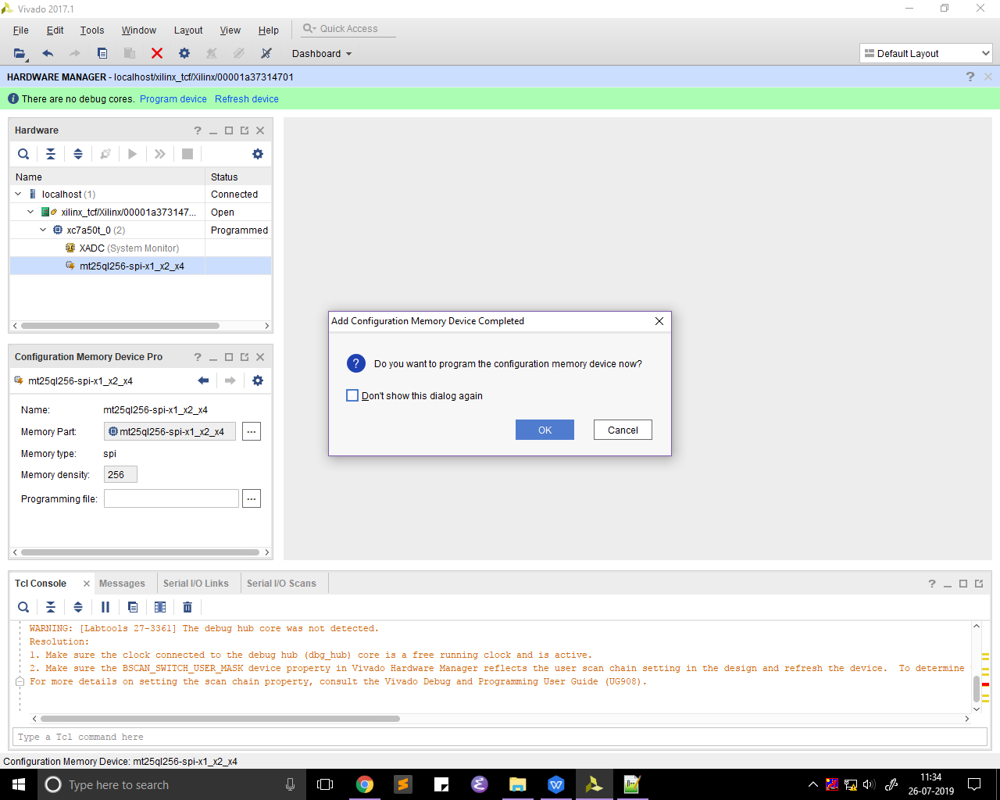 Vivado 2017.1
File Edit Tools Window Layout View Help Quick Access
Dashboard Default Layout
HARDWARE MANAGER - localhost/xilinx_tcf/Xilinx/00001a37314701 ?
There are no debug cores. Program device Refresh device
Hardware ?
Name Status
localhost (1) Connected
xilinx_tcf/Xilinx/00001a373147... Open
xc7a50t_0 (2) Programmed
XADC (System Monitor)
mt25ql256-spi-x1_x2_x4
Add Configuration Memory Device Completed
? Do you want to program the configuration memory device now?
Don't show this dialog again
OK Cancel
Configuration Memory Device Pro ?
mt25ql256-spi-x1_x2_x4
Name: mt25ql256-spi-x1_x2_x4
Memory Part: mt25ql256-spi-x1_x2_x4 ...
Memory type: spi
Memory density: 256
Programming file: ...
Tcl Console Messages Serial I/O Links Serial I/O Scans ?
WARNING: [Labtools 27-3361] The debug hub core was not detected.
Resolution:
1. Make sure the clock connected to the debug hub (dbg_hub) core is a free running clock and is active.
2. Make sure the BSCAN_SWITCH_USER_MASK device property in Vivado Hardware Manager reflects the user scan chain setting in the design and refresh the device.  To determine
For more details on setting the scan chain property, consult the Vivado Debug and Programming User Guide (UG908).
Type a Tcl command here
Configuration Memory Device: mt25ql256-spi-x1_x2_x4
Type here to search
11:34
26-07-2019